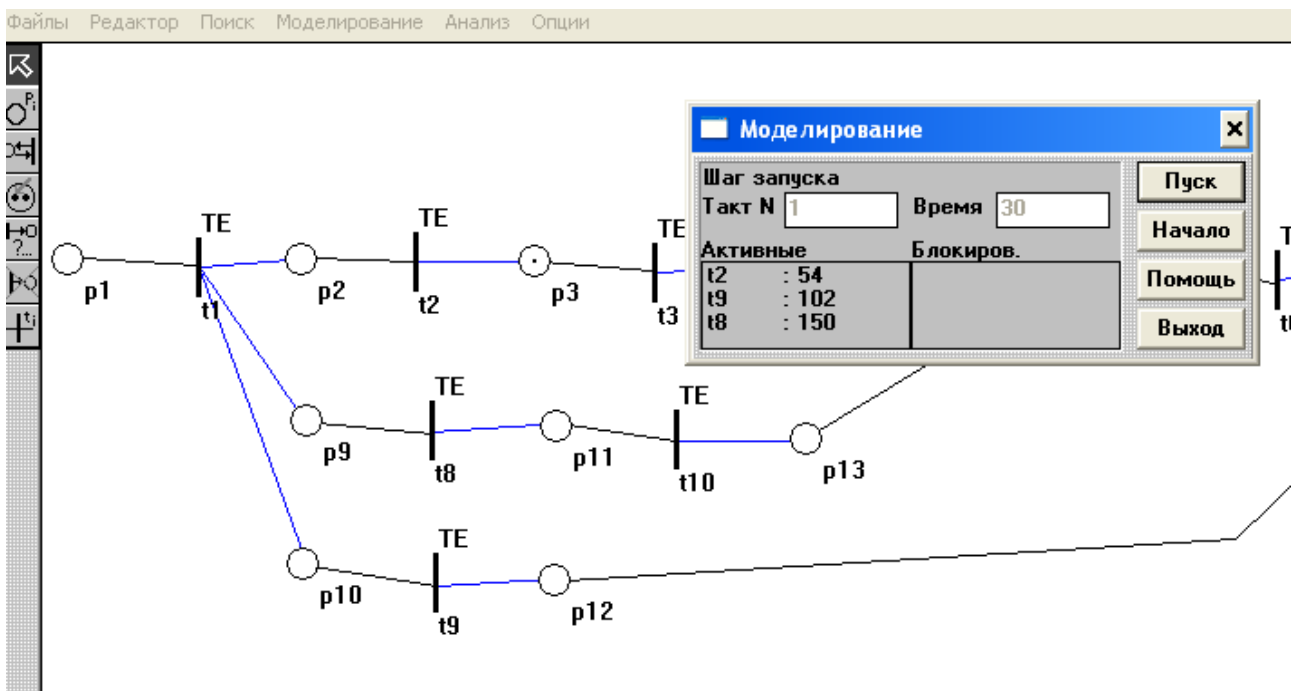 Файлы Редактор Поиск Моделирование Анализ Опции
Pi
?...
ti
Моделирование
Шаг запуска
Такт N 1 Время 30
Активные Блокиров.
t2 : 54
t9 : 102
t8 : 150
Пуск
Начало
Помощь
Выход
TE TE TE
p1 t1 p2 t2 p3 t3
TE TE
p9 t8 p11 t10 p13
TE
p10 t9 p12